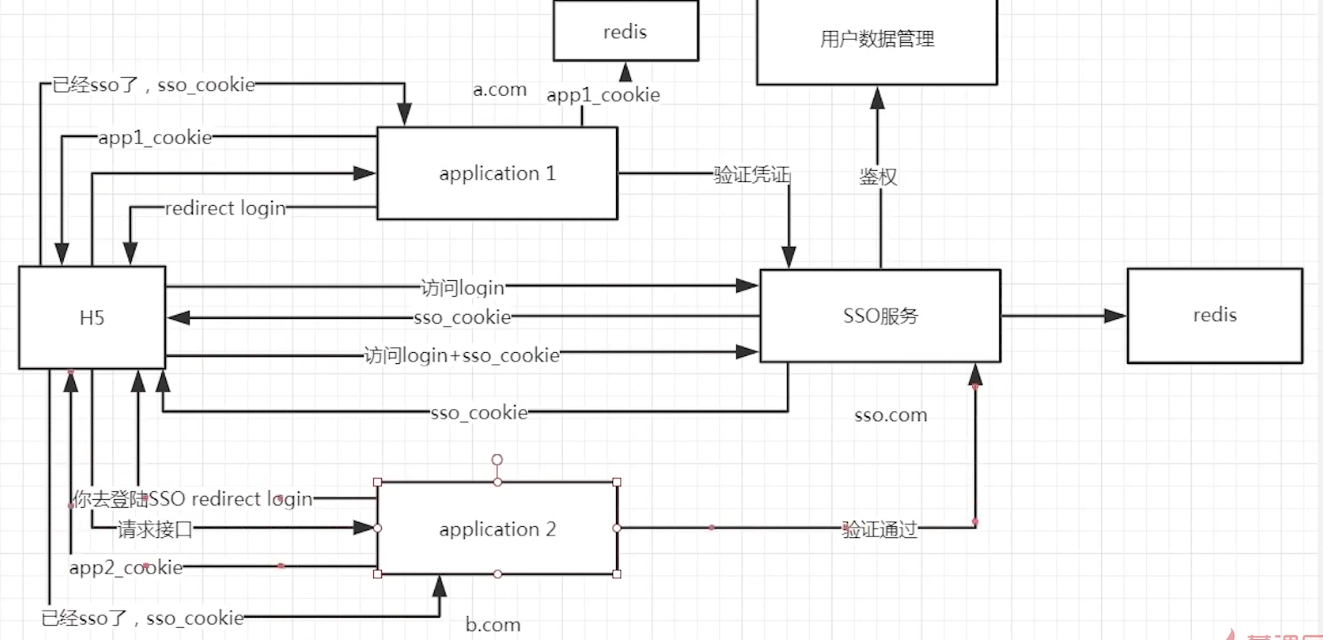 redis
用户数据管理
已经sso了，sso_cookie
a.com
app1_cookie
app1_cookie
application 1
验证凭证
鉴权
redirect login
访问login
H5
sso_cookie
SSO服务
redis
访问login+sso_cookie
sso_cookie
sso.com
你去登陆SSO redirect login
请求接口
application 2
验证通过
app2_cookie
已经sso了，sso_cookie
b.com